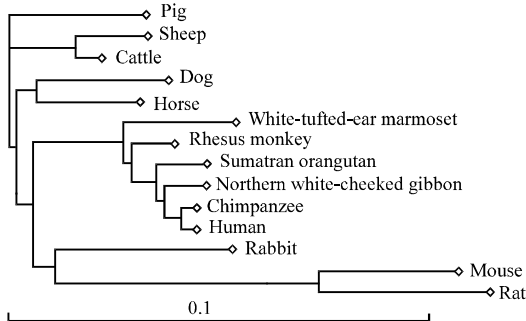 Pig
Sheep
Cattle
Dog
Horse
White-tufted-ear marmoset
Rhesus monkey
Sumatran orangutan
Northern white-cheeked gibbon
Chimpanzee
Human
Rabbit
Mouse
Rat
0.1